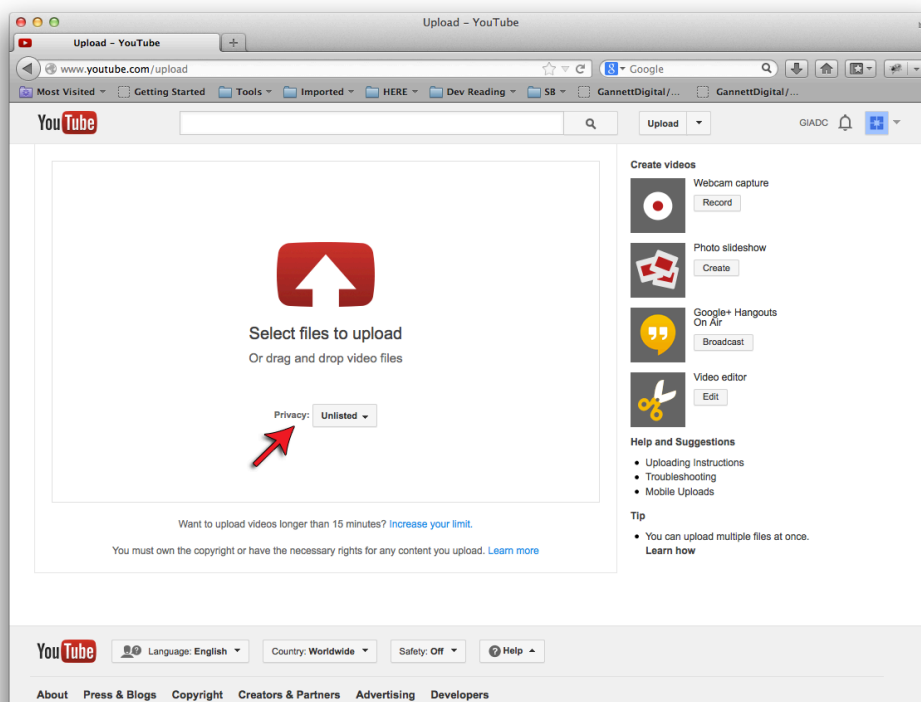 Upload – YouTube
Upload – YouTube
www.youtube.com/upload
Google
Most Visited
Getting Started
Tools
Imported
HERE
Dev Reading
SB
GannettDigital/...
GannettDigital/...
YouTube
Upload
GIADC
Select files to upload
Or drag and drop video files
Privacy: Unlisted
Want to upload videos longer than 15 minutes? Increase your limit.
You must own the copyright or have the necessary rights for any content you upload. Learn more
Create videos
Webcam capture
Record
Photo slideshow
Create
Google+ Hangouts
On Air
Broadcast
Video editor
Edit
Help and Suggestions
Uploading Instructions
Troubleshooting
Mobile Uploads
Tip
You can upload multiple files at once.
Learn how
YouTube
Language: English
Country: Worldwide
Safety: Off
Help
About Press & Blogs Copyright Creators & Partners Advertising Developers